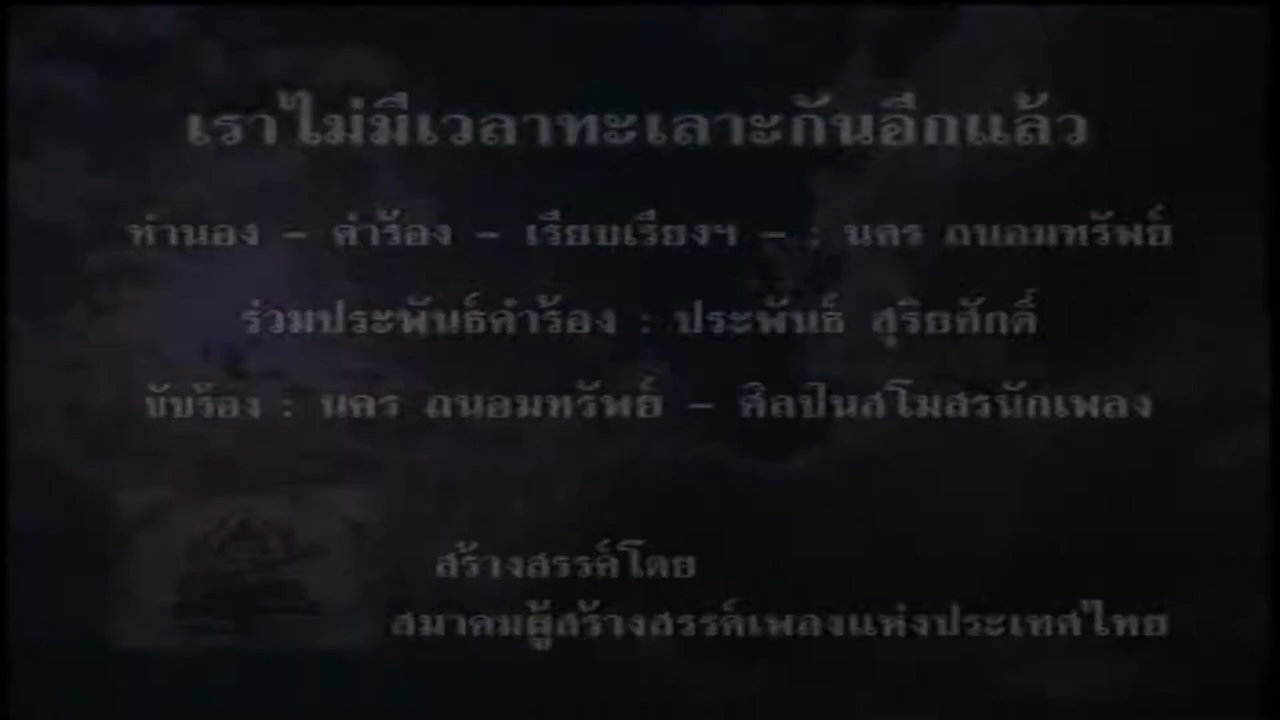 เราไม่มีเวลาทะเลาะกันอีกแล้ว
ทำนอง – คำร้อง – เรียบเรียงฯ – : นคร ถนอมทรัพย์
ร่วมประพันธ์คำร้อง : ประพันธ์ สุริยศักดิ์
ขับร้อง : นคร ถนอมทรัพย์ – ศิลปินสโมสรนักเพลง
สร้างสรรค์โดย
สมาคมผู้สร้างสรรค์เพลงแห่งประเทศไทย